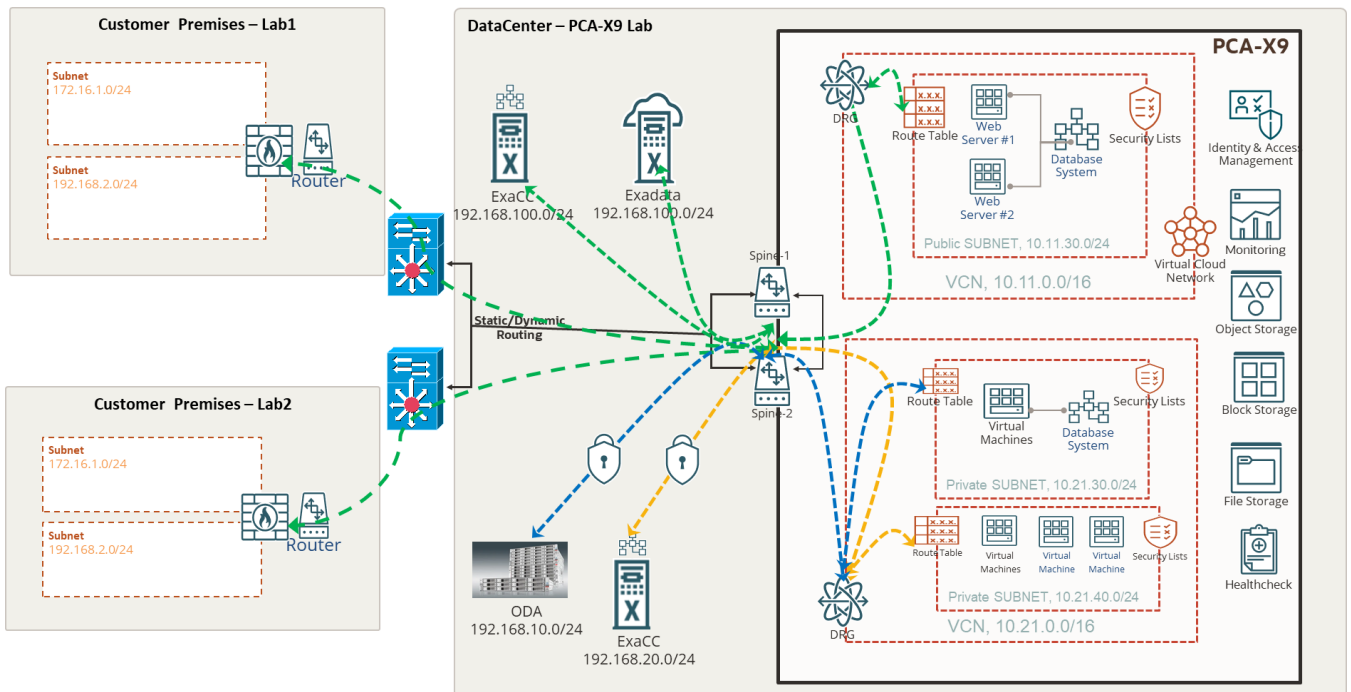 Customer Premises – Lab1
Subnet
172.16.1.0/24
Subnet
192.168.2.0/24
Router
Customer Premises – Lab2
Subnet
172.16.1.0/24
Subnet
192.168.2.0/24
Router
Static/Dynamic
Routing
DataCenter – PCA-X9 Lab
X
ExaCC
192.168.100.0/24
X
Exadata
192.168.100.0/24
Spine-1
Spine-2
ODA
192.168.10.0/24
X
ExaCC
192.168.20.0/24
PCA-X9
DRG
x.x.x.
x.x.x.
x.x.x.
Route Table
Web
Server #1
Web
Server #2
Database
System
Security Lists
Public SUBNET, 10.11.30.0/24
VCN, 10.11.0.0/16
Virtual Cloud
Network
x.x.x.
x.x.x.
x.x.x.
Route Table
Virtual
Machines
Database
System
Security Lists
Private SUBNET, 10.21.30.0/24
x.x.x.
x.x.x.
x.x.x.
Route Table
Virtual
Machines
Virtual
Machine
Virtual
Machine
Security Lists
Private SUBNET, 10.21.40.0/24
VCN, 10.21.0.0/16
DRG
Identity & Access
Management
Monitoring
Object Storage
Block Storage
File Storage
Healthcheck